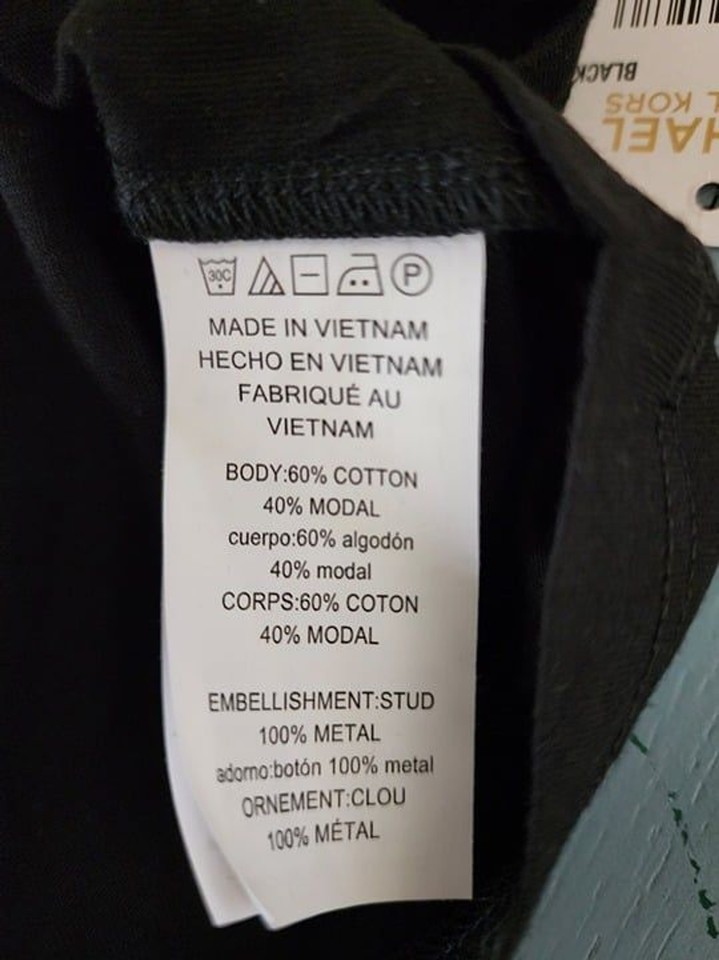 BLACK
HAEL
L KORS
30C
P
MADE IN VIETNAM
HECHO EN VIETNAM
FABRIQUÉ AU
VIETNAM
BODY:60% COTTON
40% MODAL
cuerpo:60% algodón
40% modal
CORPS:60% COTON
40% MODAL
EMBELLISHMENT:STUD
100% METAL
adorno:botón 100% metal
ORNEMENT:CLOU
100% MÉTAL